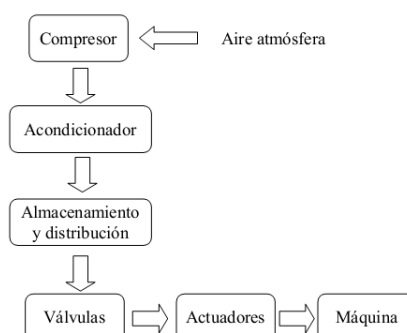 Compresor
Aire atmósfera
Acondicionador
Almacenamiento
y distribución
Válvulas
Actuadores
Máquina